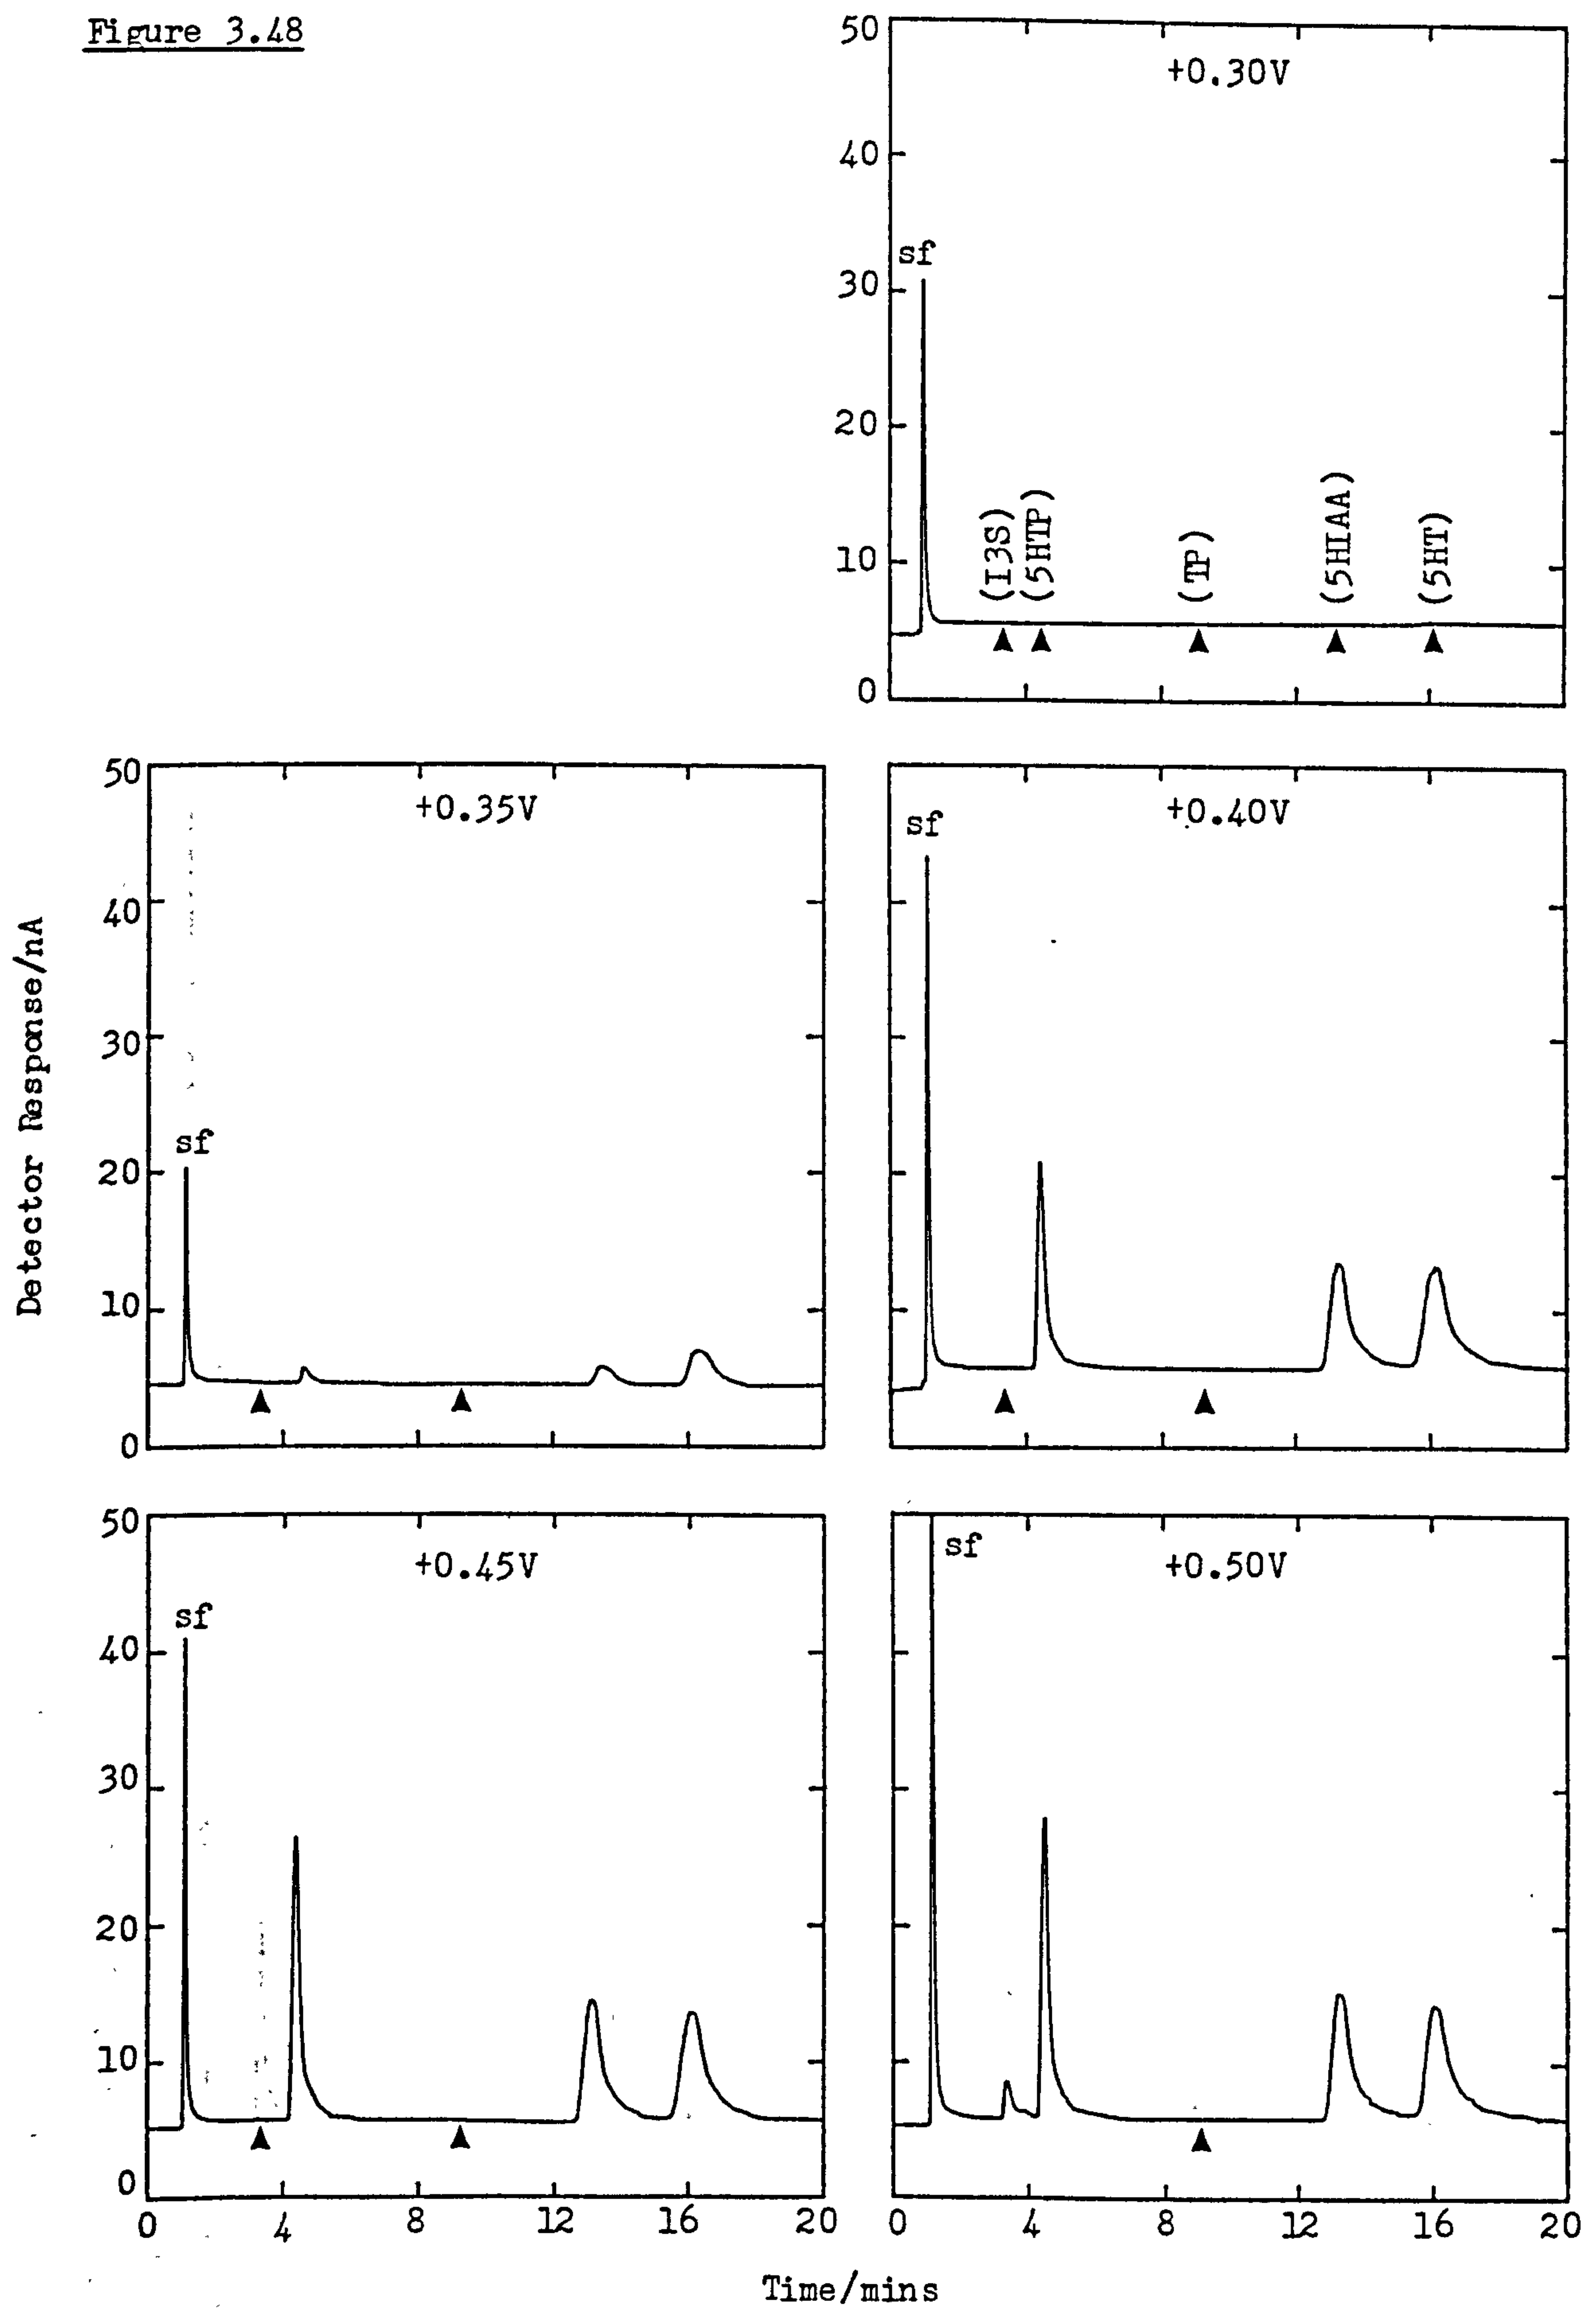 Figure 3.48
+0.30V
50
40
30
20
10
0
sf
(I3S)
(5HTP)
(TP)
(5HIAA)
(5HT)
+0.35V
50
40
30
20
10
0
sf
+0.40V
sf
Detector Response/nA
+0.45V
50
40
30
20
10
0
sf
0 4 8 12 16 20
+0.50V
sf
0 4 8 12 16 20
Time/mins